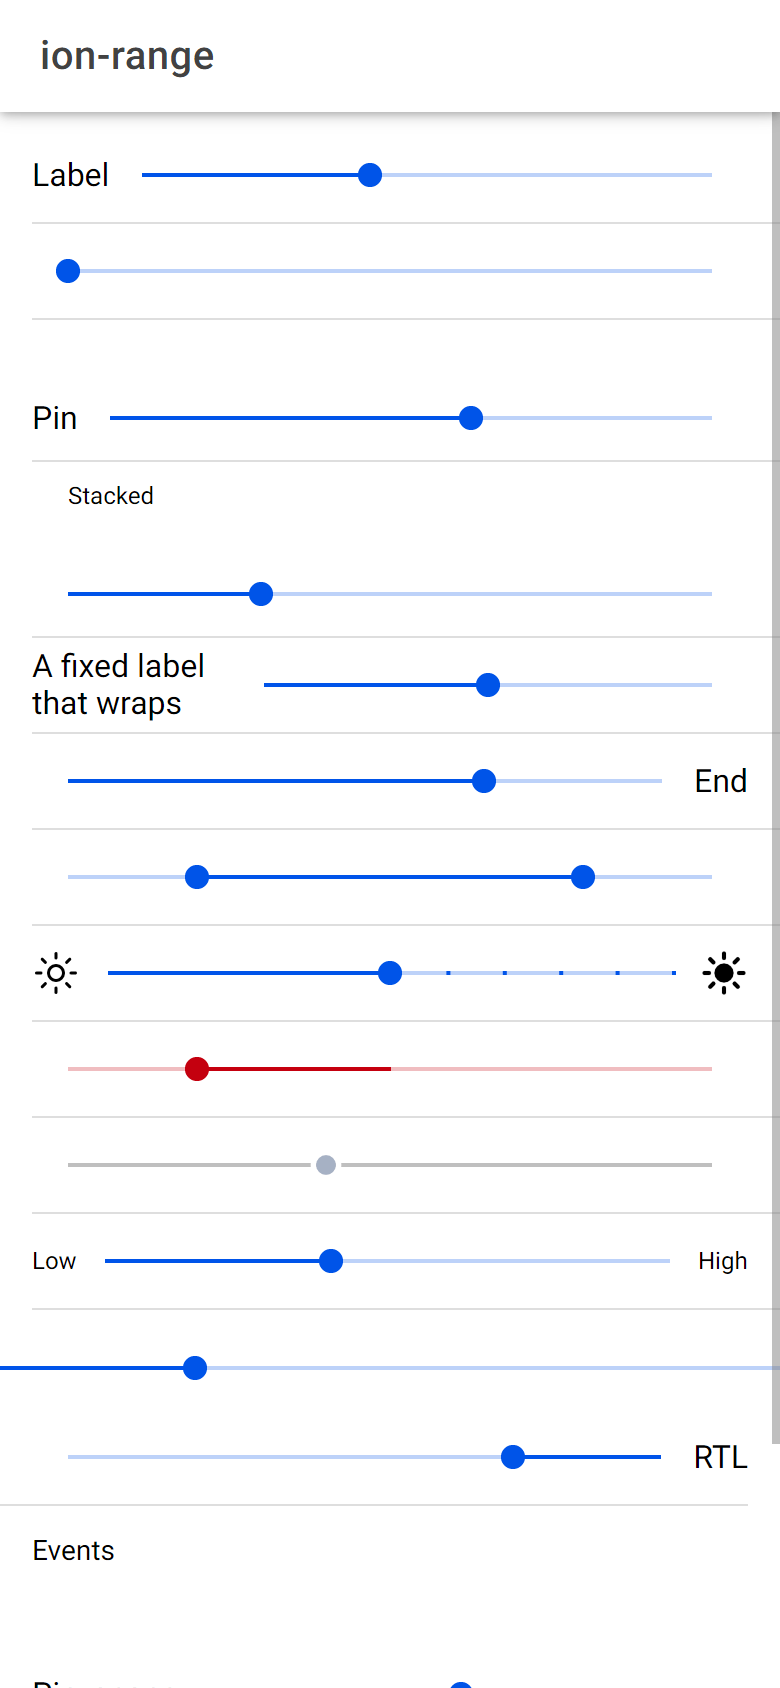 ion-range
Label
Pin
Stacked
A fixed label
that wraps
End
Low
High
RTL
Events